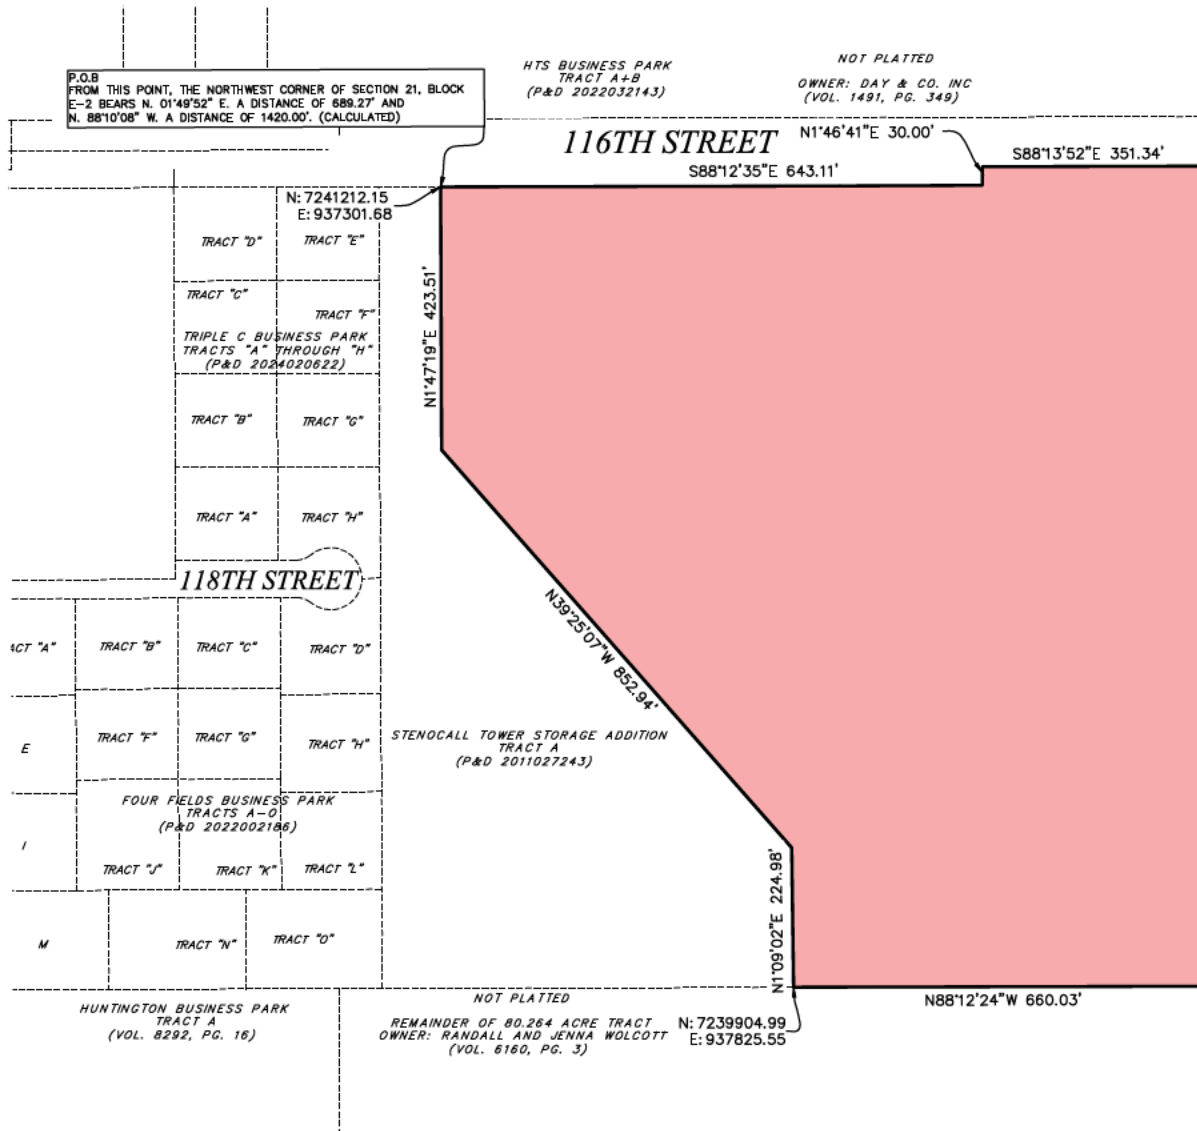 P.O.B
FROM THIS POINT, THE NORTHWEST CORNER OF SECTION 21, BLOCK
E-2 BEARS N. 01°49'52" E. A DISTANCE OF 689.27' AND
N. 88°10'08" W. A DISTANCE OF 1420.00'. (CALCULATED)
HTS BUSINESS PARK
TRACT A+B
(P&D 2022032143)
NOT PLATTED
OWNER: DAY & CO. INC
(VOL. 1491, PG. 349)
116TH STREET
N1°46'41"E 30.00'
S88°13'52"E 351.34'
S88°12'35"E 643.11'
N: 7241212.15
E: 937301.68
TRACT "D"
TRACT "E"
TRACT "C"
TRACT "F"
TRIPLE C BUSINESS PARK
TRACTS "A" THROUGH "H"
(P&D 2024020622)
N1°47'19"E 423.51'
TRACT "B"
TRACT "G"
TRACT "A"
TRACT "H"
118TH STREET
N39°25'07"W 852.94'
ACT "A"
TRACT "B"
TRACT "C"
TRACT "D"
E
TRACT "F"
TRACT "G"
TRACT "H"
STENOCALL TOWER STORAGE ADDITION
TRACT A
(P&D 2011027243)
FOUR FIELDS BUSINESS PARK
TRACTS A-O
(P&D 2022002186)
I
TRACT "J"
TRACT "K"
TRACT "L"
N1°09'02"E 224.98'
M
TRACT "N"
TRACT "O"
HUNTINGTON BUSINESS PARK
TRACT A
(VOL. 8292, PG. 16)
NOT PLATTED
REMAINDER OF 80.264 ACRE TRACT
OWNER: RANDALL AND JENNA WOLCOTT
(VOL. 6160, PG. 3)
N: 7239904.99
E: 937825.55
N88°12'24"W 660.03'